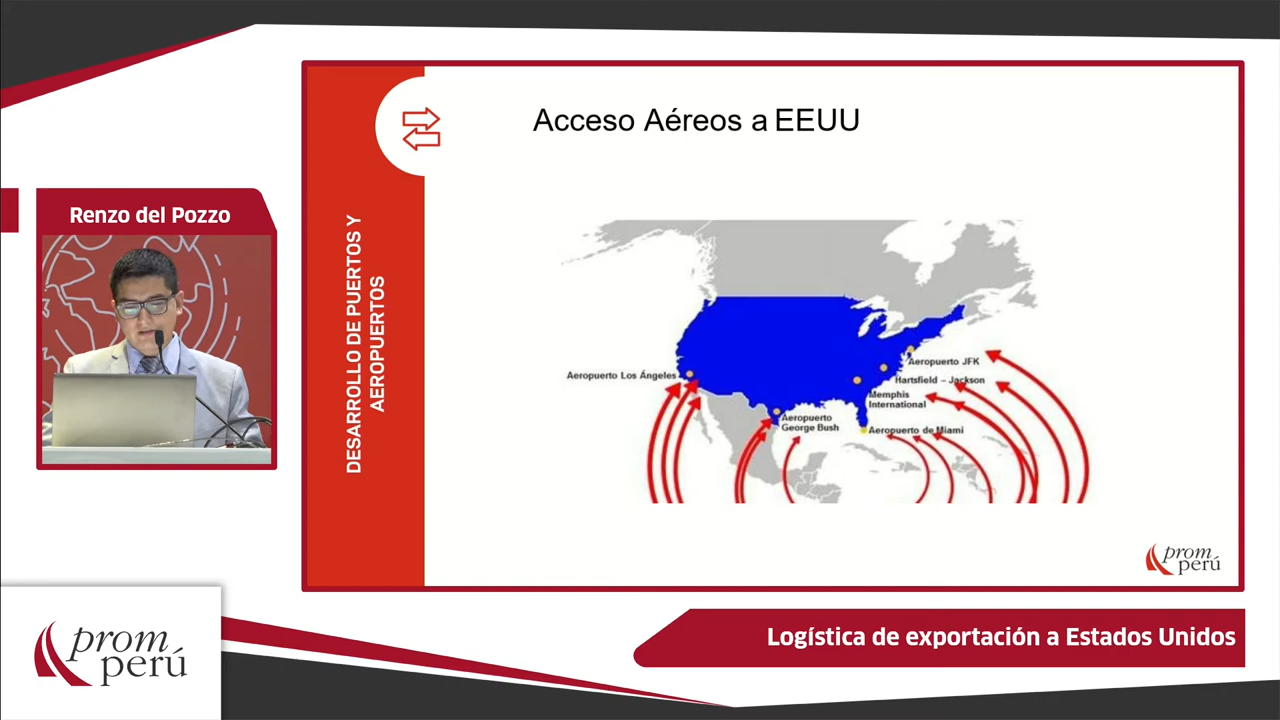 Acceso Aéreos a EEUU
Renzo del Pozzo
DESARROLLO DE PUERTOS Y
AEROPUERTOS
Aeropuerto Los Ángeles
Aeropuerto JFK
Hartsfield – Jackson
Memphis
International
Aeropuerto
George Bush
Aeropuerto de Miami
prom
perú
Logística de exportación a Estados Unidos
prom
perú